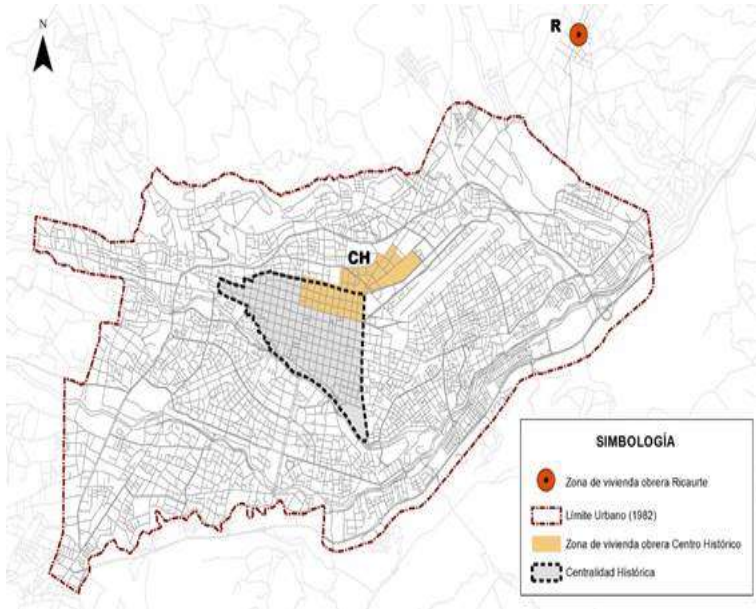 N
R
CH
SIMBOLOGÍA
Zona de vivienda obrera Ricaurte
Límite Urbano (1982)
Zona de vivienda obrera Centro Histórico
Centralidad Histórica